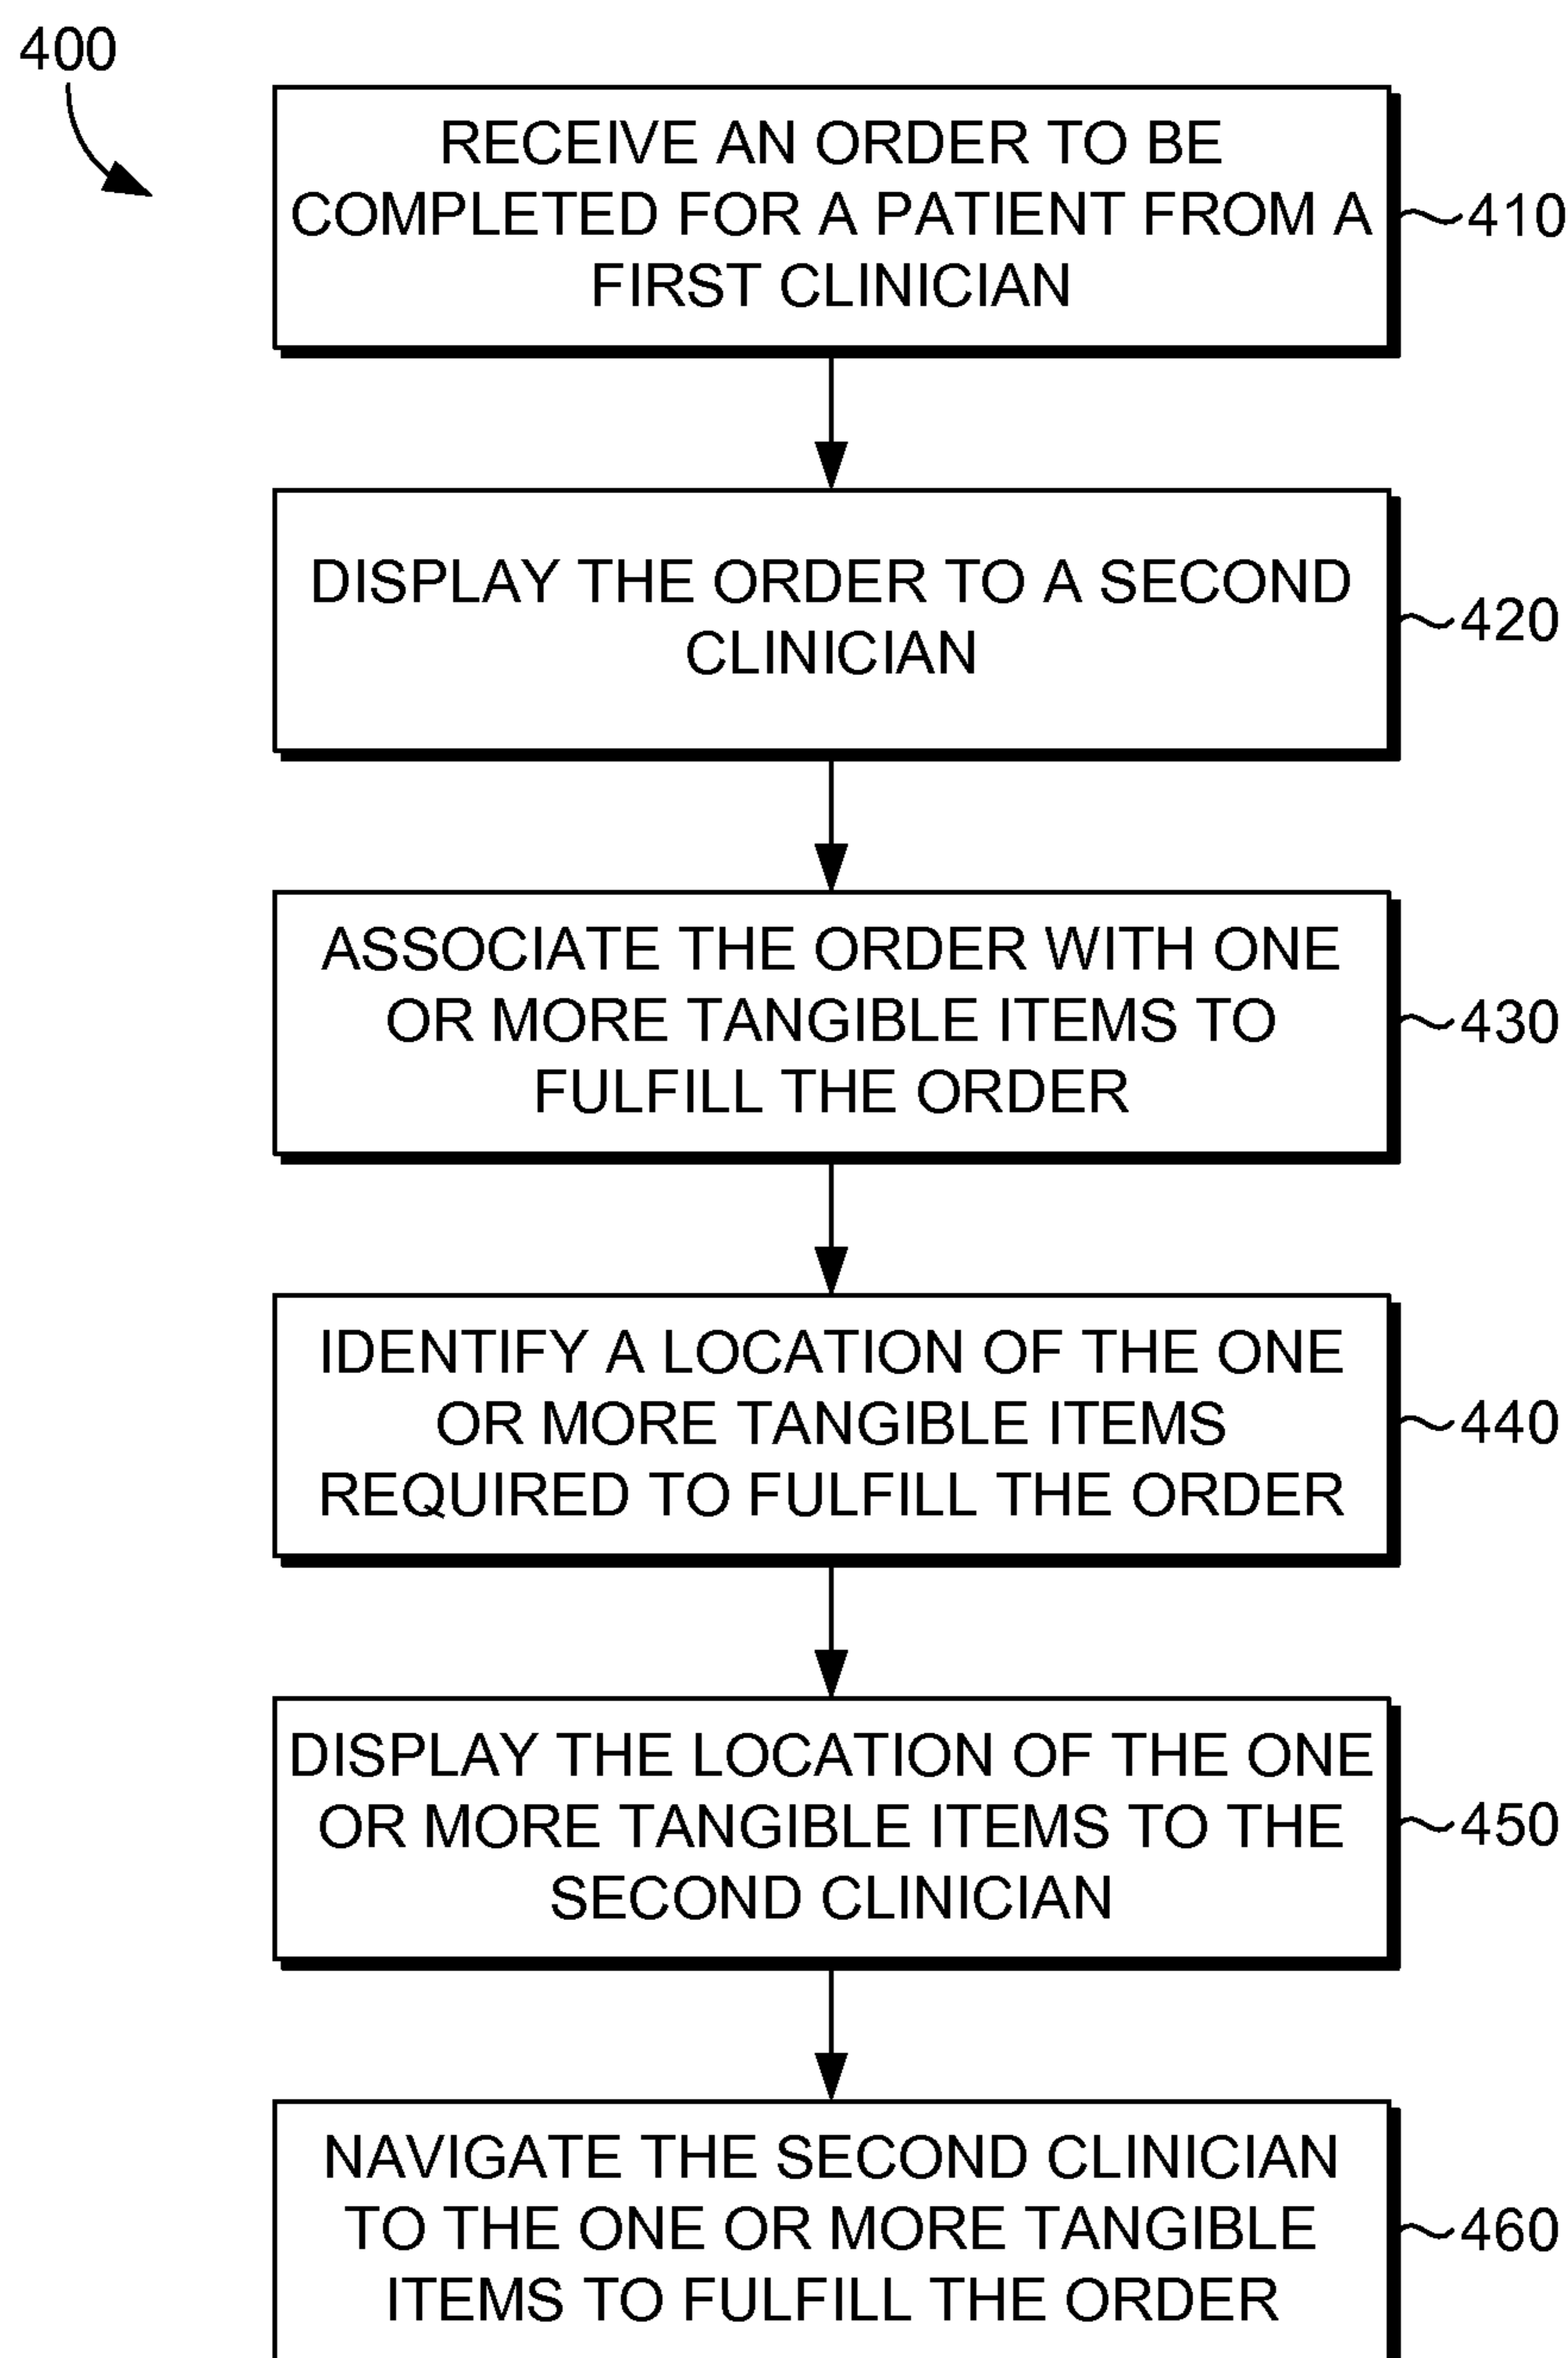 400
RECEIVE AN ORDER TO BE
COMPLETED FOR A PATIENT FROM A
FIRST CLINICIAN
410
DISPLAY THE ORDER TO A SECOND
CLINICIAN
420
ASSOCIATE THE ORDER WITH ONE
OR MORE TANGIBLE ITEMS TO
FULFILL THE ORDER
430
IDENTIFY A LOCATION OF THE ONE
OR MORE TANGIBLE ITEMS
REQUIRED TO FULFILL THE ORDER
440
DISPLAY THE LOCATION OF THE ONE
OR MORE TANGIBLE ITEMS TO THE
SECOND CLINICIAN
450
NAVIGATE THE SECOND CLINICIAN
TO THE ONE OR MORE TANGIBLE
ITEMS TO FULFILL THE ORDER
460